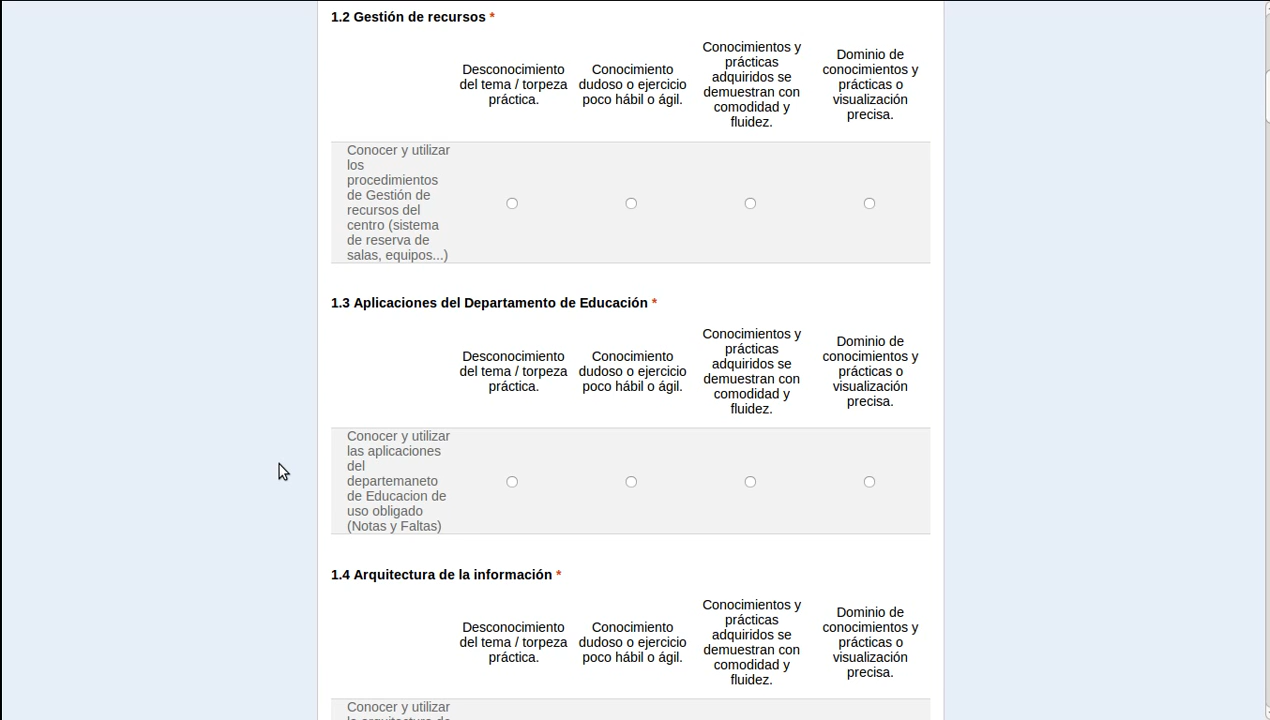 1.2 Gestión de recursos *
Desconocimiento
del tema / torpeza
práctica.
Conocimiento
dudoso o ejercicio
poco hábil o ágil.
Conocimientos y
prácticas
adquiridos se
demuestran con
comodidad y
fluidez.
Dominio de
conocimientos y
prácticas o
visualización
precisa.
Conocer y utilizar
los
procedimientos
de Gestión de
recursos del
centro (sistema
de reserva de
salas, equipos...)
1.3 Aplicaciones del Departamento de Educación *
Desconocimiento
del tema / torpeza
práctica.
Conocimiento
dudoso o ejercicio
poco hábil o ágil.
Conocimientos y
prácticas
adquiridos se
demuestran con
comodidad y
fluidez.
Dominio de
conocimientos y
prácticas o
visualización
precisa.
Conocer y utilizar
las aplicaciones
del
departemaneto
de Educacion de
uso obligado
(Notas y Faltas)
1.4 Arquitectura de la información *
Desconocimiento
del tema / torpeza
práctica.
Conocimiento
dudoso o ejercicio
poco hábil o ágil.
Conocimientos y
prácticas
adquiridos se
demuestran con
comodidad y
fluidez.
Dominio de
conocimientos y
prácticas o
visualización
precisa.
Conocer y utilizar